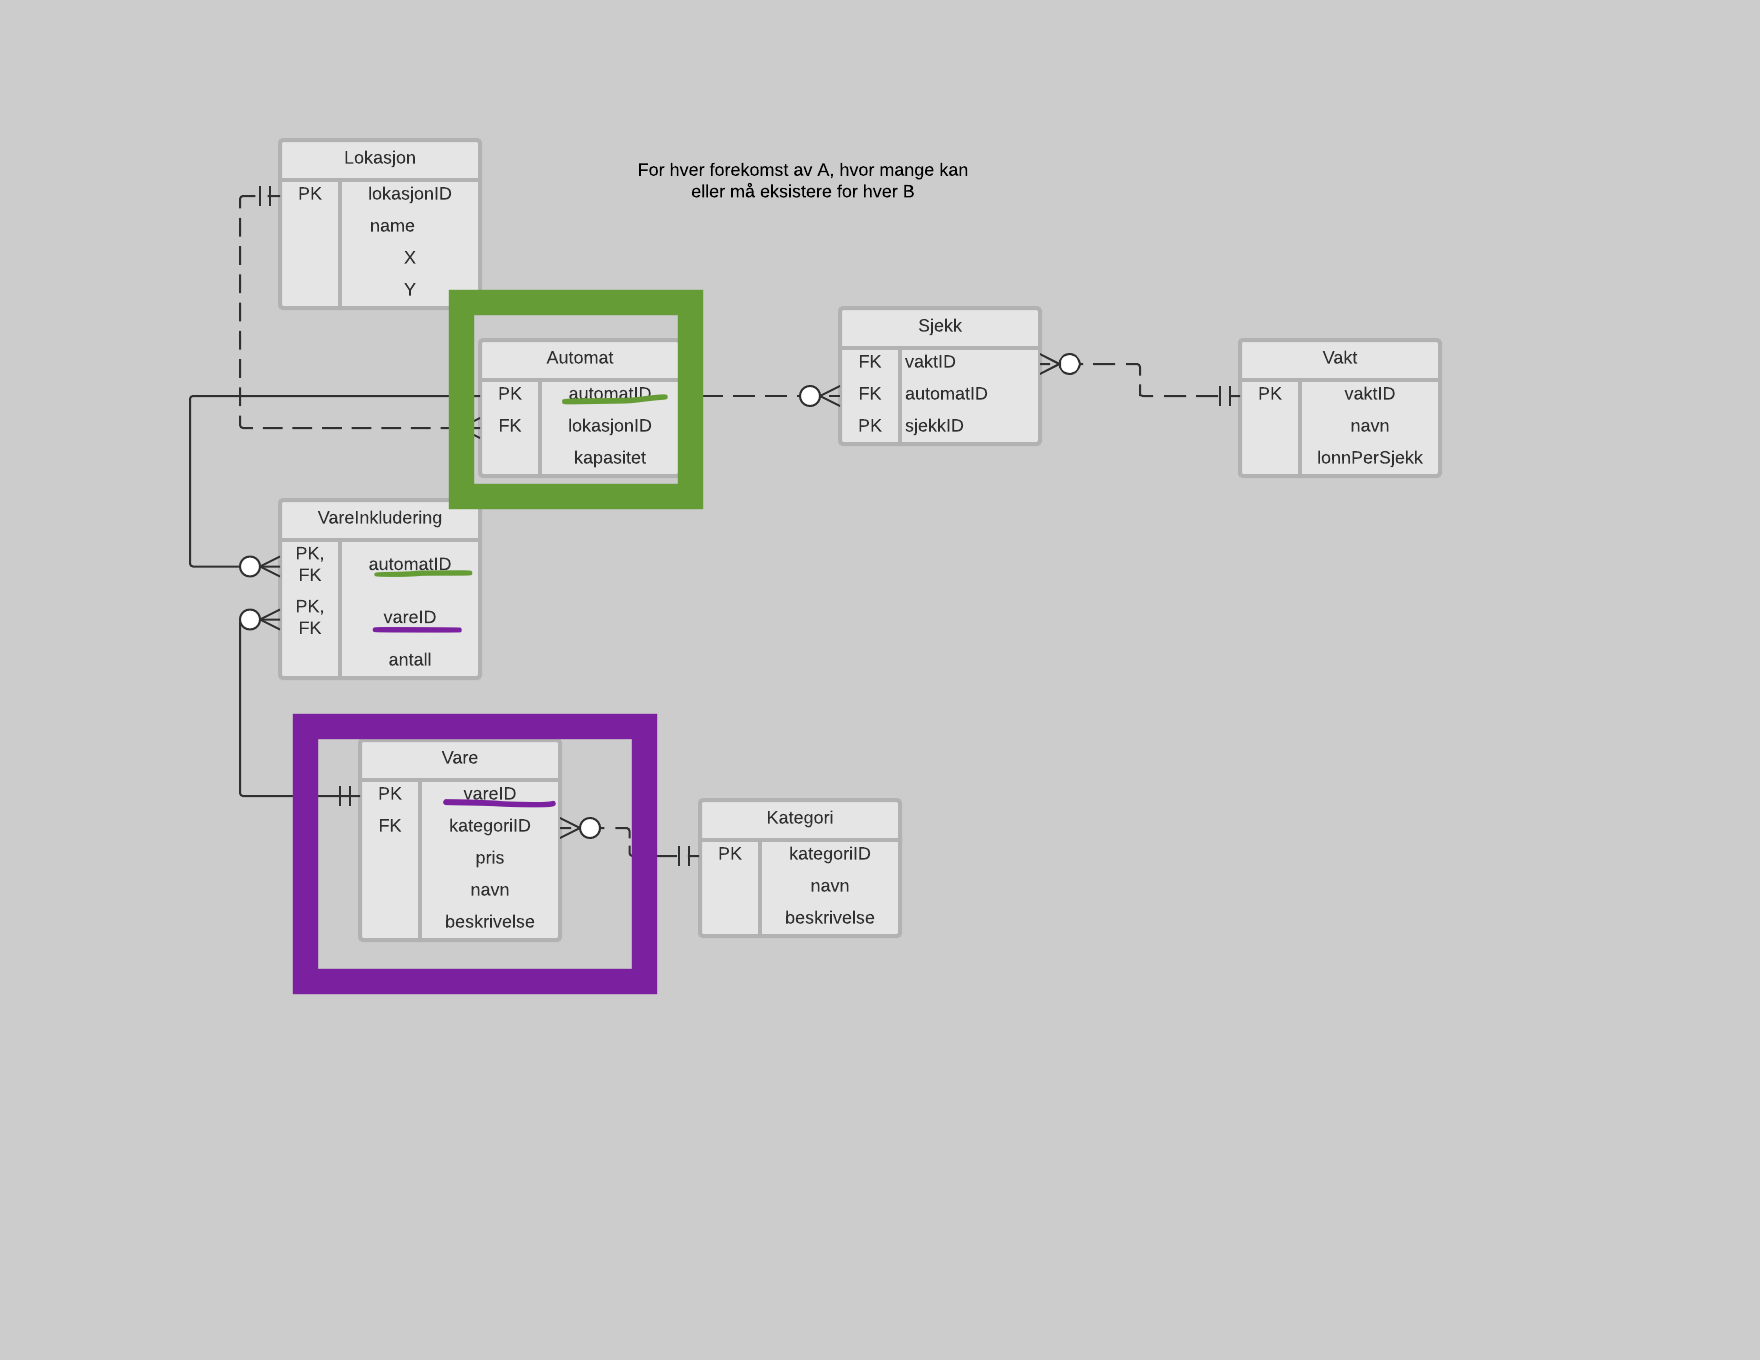 Lokasjon
PK lokasjonID
name
X
Y
For hver forekomst av A, hvor mange kan
eller må eksistere for hver B
Automat
PK automatID
FK lokasjonID
kapasitet
Sjekk
FK vaktID
FK automatID
PK sjekkID
Vakt
PK vaktID
navn
lonnPerSjekk
VareInkludering
PK,
FK
automatID
PK,
FK
vareID
antall
Vare
PK vareID
FK kategoriID
pris
navn
beskrivelse
Kategori
PK kategoriID
navn
beskrivelse